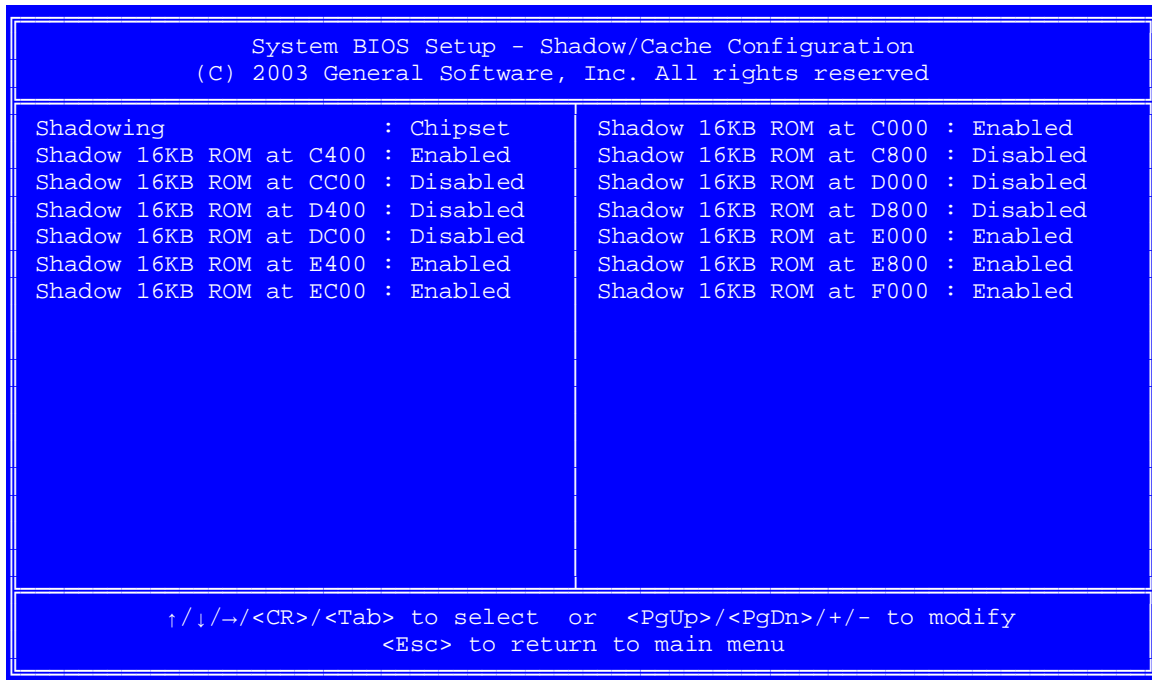 System BIOS Setup - Shadow/Cache Configuration
(C) 2003 General Software, Inc. All rights reserved
Shadowing : Chipset
Shadow 16KB ROM at C400 : Enabled
Shadow 16KB ROM at CC00 : Disabled
Shadow 16KB ROM at D400 : Disabled
Shadow 16KB ROM at DC00 : Disabled
Shadow 16KB ROM at E400 : Enabled
Shadow 16KB ROM at EC00 : Enabled
Shadow 16KB ROM at C000 : Enabled
Shadow 16KB ROM at C800 : Disabled
Shadow 16KB ROM at D000 : Disabled
Shadow 16KB ROM at D800 : Disabled
Shadow 16KB ROM at E000 : Enabled
Shadow 16KB ROM at E800 : Enabled
Shadow 16KB ROM at F000 : Enabled
↑/↓/→/<CR>/<Tab> to select or <PgUp>/<PgDn>/+/- to modify
<Esc> to return to main menu